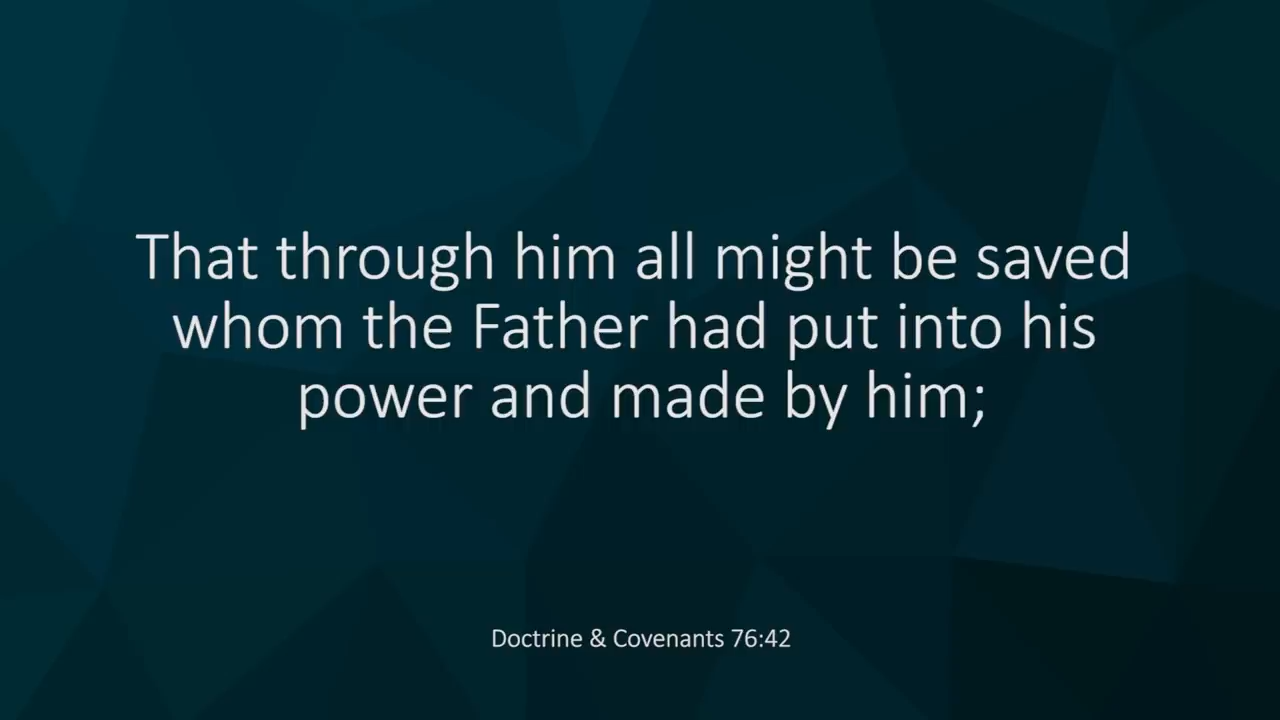 That through him all might be saved
whom the Father had put into his
power and made by him;
Doctrine & Covenants 76:42